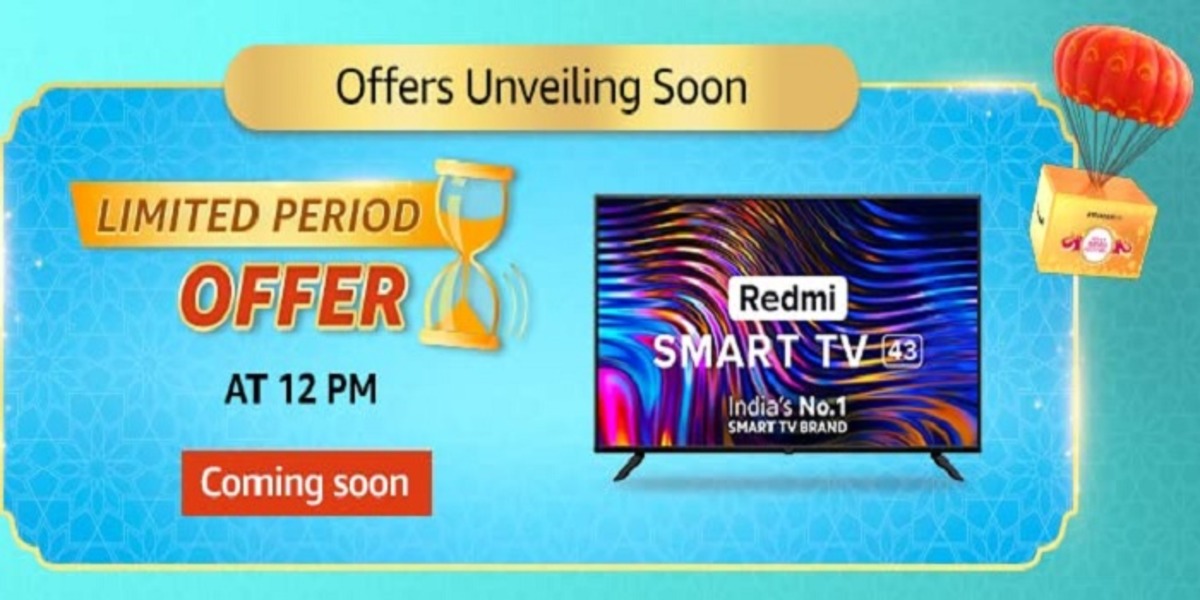 Offers Unveiling Soon
LIMITED PERIOD
OFFER
AT 12 PM
Coming soon
Redmi
SMART TV 43
India's No.1
SMART TV BRAND